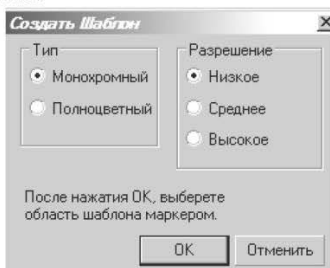 Создать Шаблон
Тип
Монохромный
Полноцветный
Разрешение
Низкое
Среднее
Высокое
После нажатия OK, выберете
область шаблона маркером.
OK
Отменить